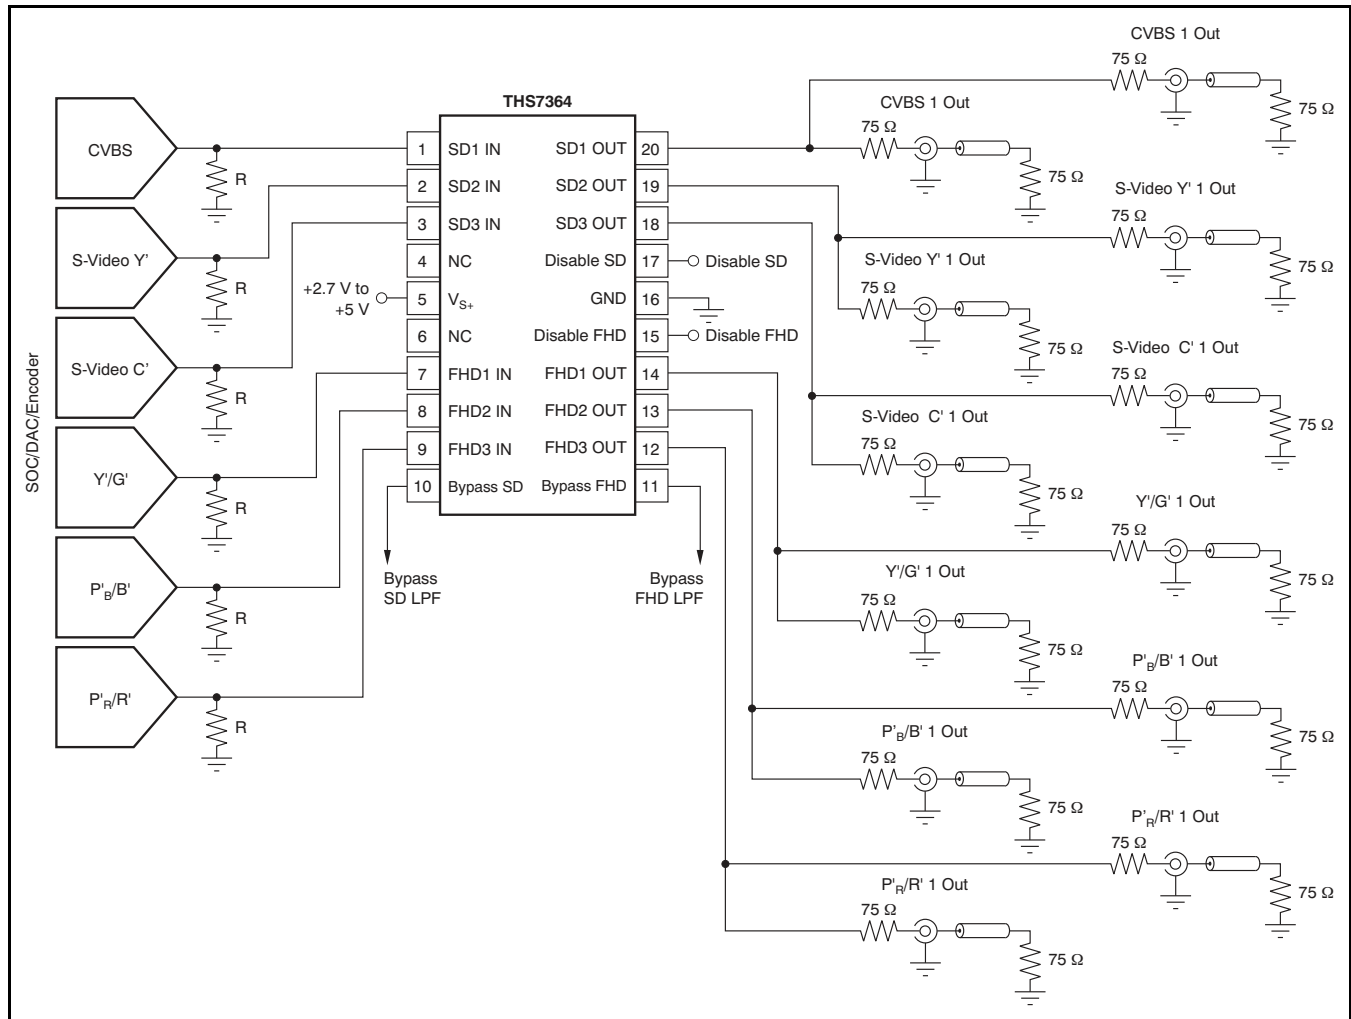 CVBS 1 Out
75 Ω
75 Ω
THS7364
CVBS 1 Out
75 Ω
75 Ω
CVBS
R
1 SD1 IN SD1 OUT 20
2 SD2 IN SD2 OUT 19
3 SD3 IN SD3 OUT 18
4 NC Disable SD 17 Disable SD
+2.7 V to
+5 V
5 VS+ GND 16
6 NC Disable FHD 15 Disable FHD
7 FHD1 IN FHD1 OUT 14
8 FHD2 IN FHD2 OUT 13
9 FHD3 IN FHD3 OUT 12
10 Bypass SD Bypass FHD 11
Bypass
SD LPF
Bypass
FHD LPF
SOC/DAC/Encoder
S-Video Y'
R
S-Video C'
R
Y'/G'
R
P'B/B'
R
P'R/R'
R
S-Video Y' 1 Out
75 Ω
75 Ω
S-Video Y' 1 Out
75 Ω
75 Ω
S-Video C' 1 Out
75 Ω
75 Ω
S-Video C' 1 Out
75 Ω
75 Ω
Y'/G' 1 Out
75 Ω
75 Ω
Y'/G' 1 Out
75 Ω
75 Ω
P'B/B' 1 Out
75 Ω
75 Ω
P'B/B' 1 Out
75 Ω
75 Ω
P'R/R' 1 Out
75 Ω
75 Ω
P'R/R' 1 Out
75 Ω
75 Ω